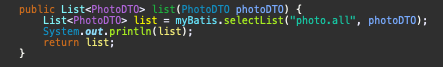 public List<PhotoDTO> list(PhotoDTO photoDTO) {
List<PhotoDTO> list = myBatis.selectList("photo.all", photoDTO);
System.out.println(list);
return list;
}